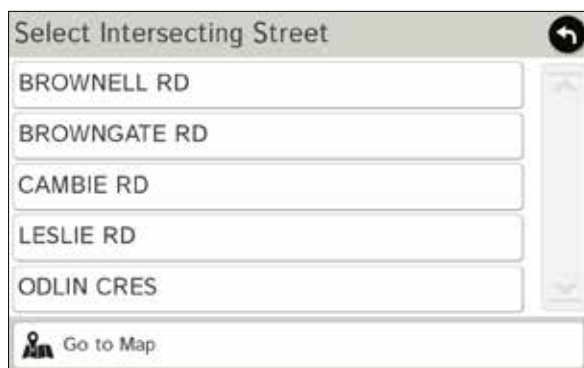 Select Intersecting Street
BROWNELL RD
BROWNGATE RD
CAMBIE RD
LESLIE RD
ODLIN CRES
Go to Map